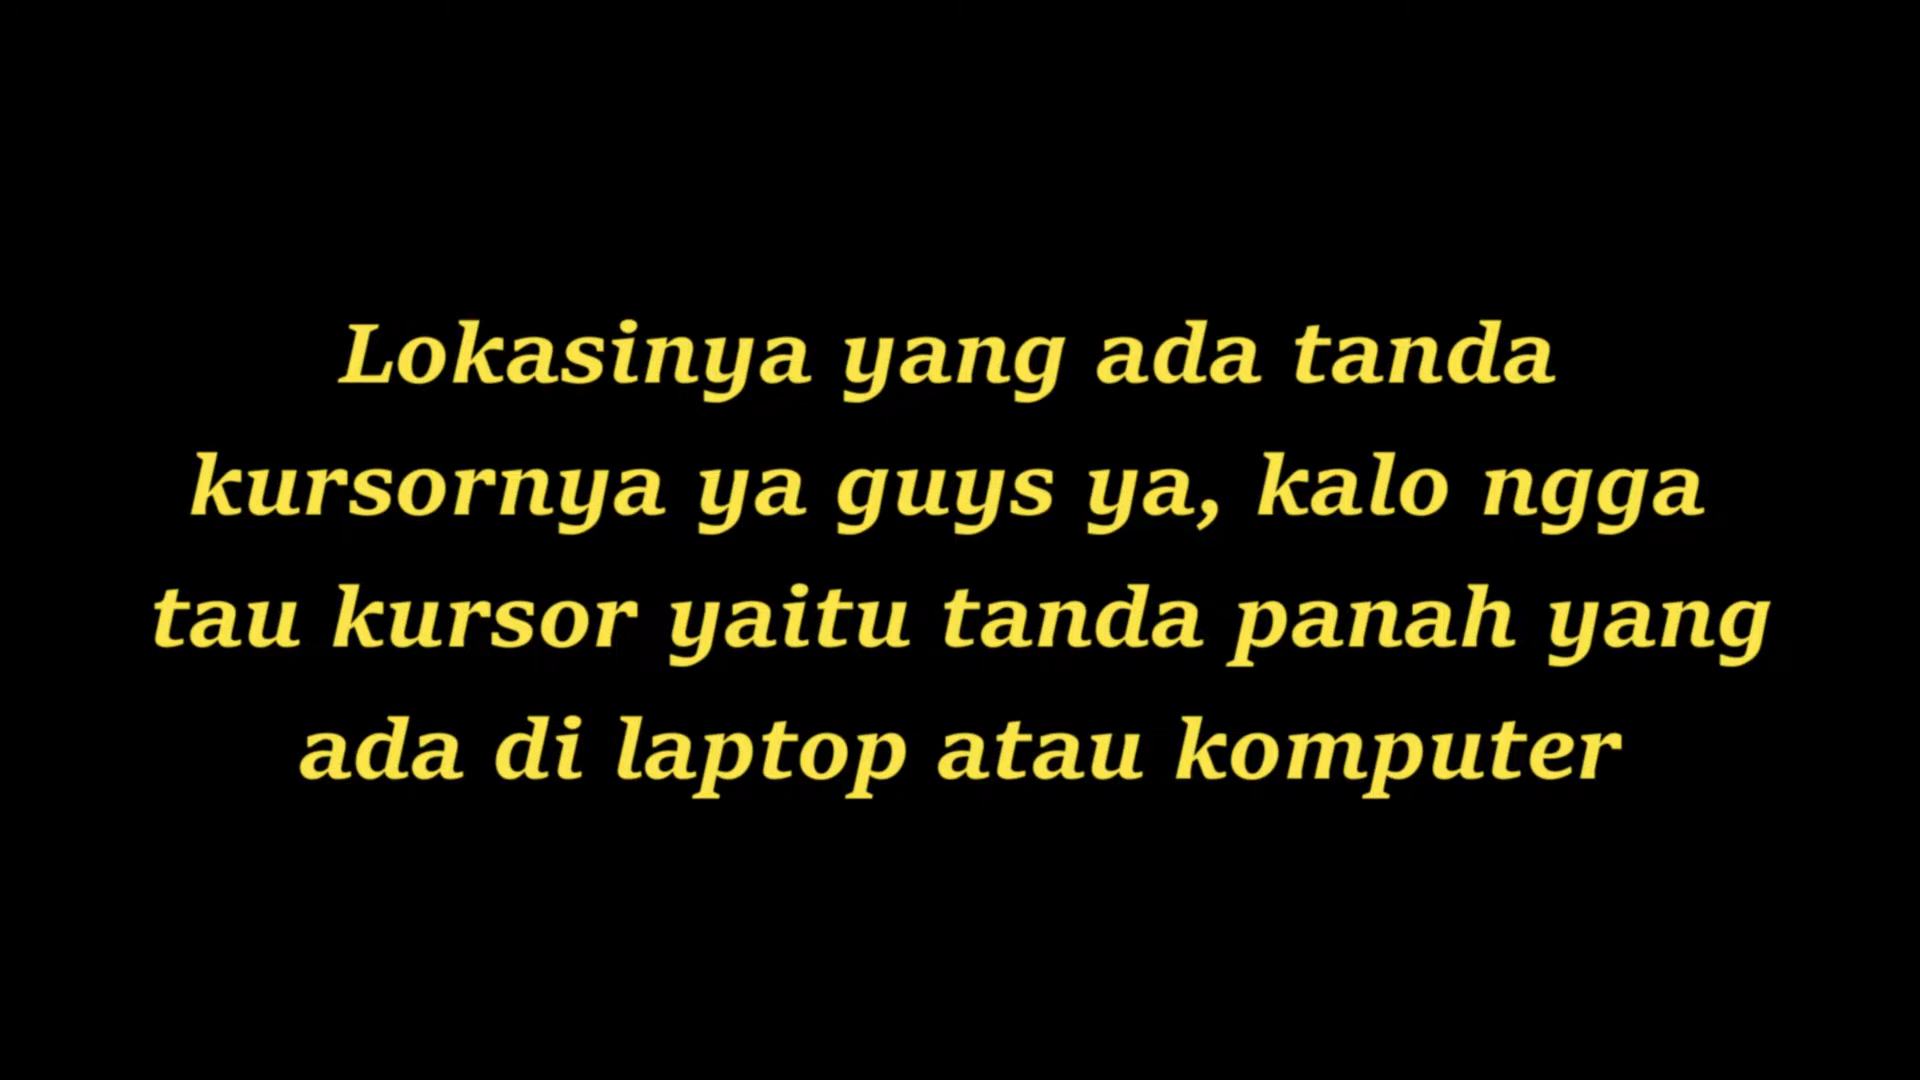 Lokasinya yang ada tanda
kursornya ya guys ya, kalo ngga
tau kursor yaitu tanda panah yang
ada di laptop atau komputer